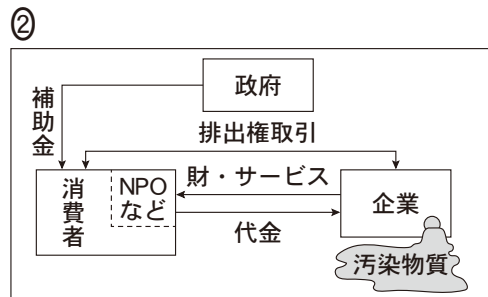 ②
政府
補助金
排出権取引
消費者
NPO
など
財・サービス
代金
企業
汚染物質